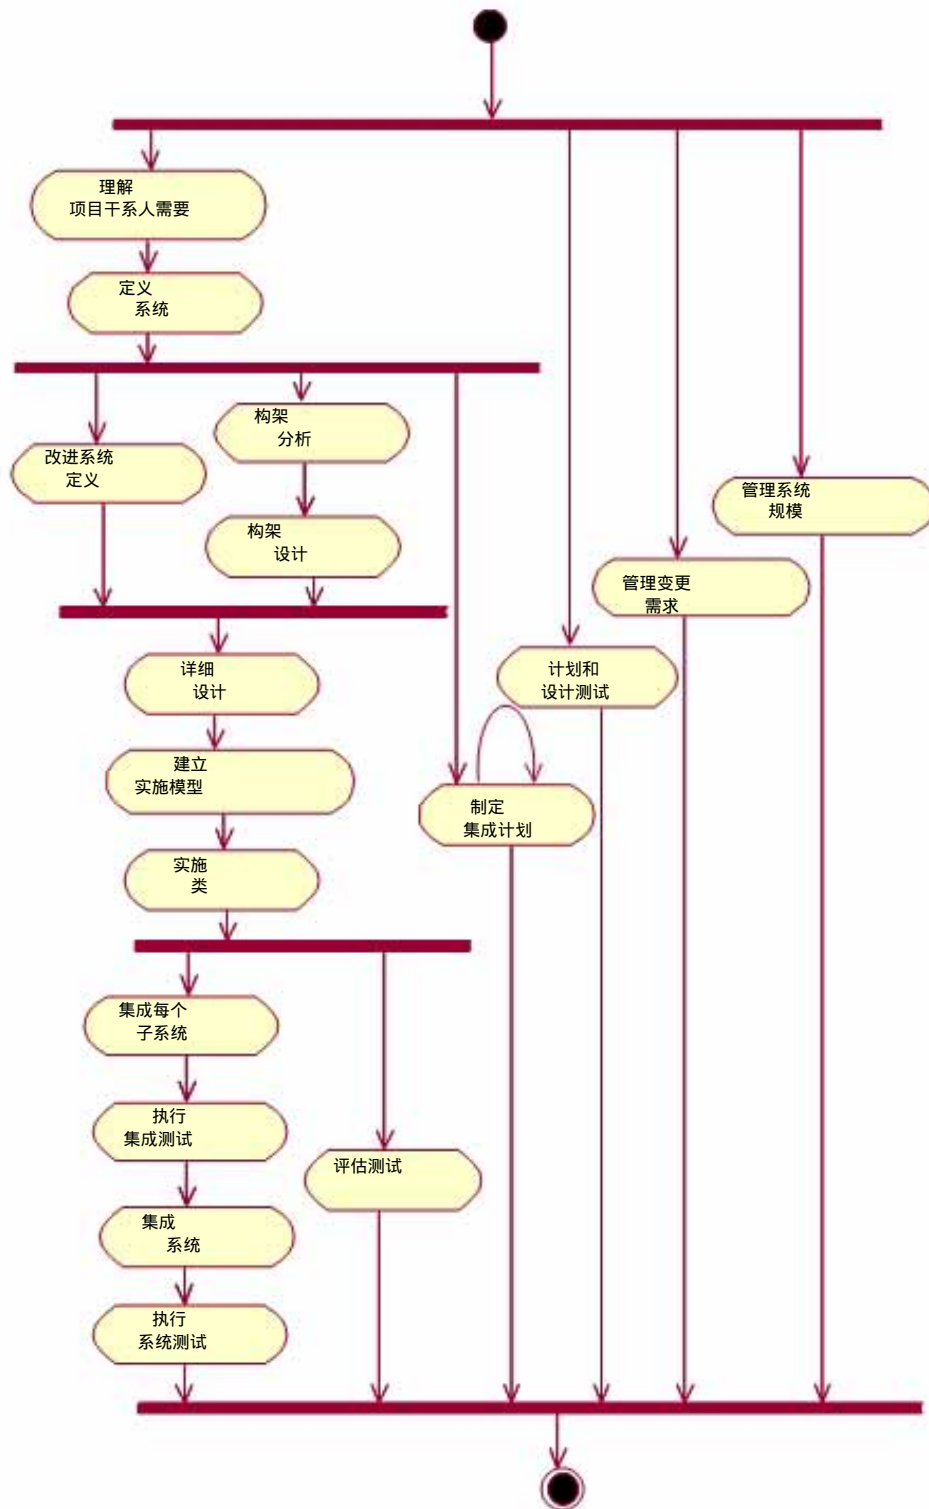 理解
项目干系人需要
定义
系统
构架
分析
改进系统
定义
构架
设计
管理系统
规模
管理变更
需求
计划和
设计测试
详细
设计
建立
实施模型
制定
集成计划
实施
类
集成每个
子系统
执行
集成测试
评估测试
集成
系统
执行
系统测试